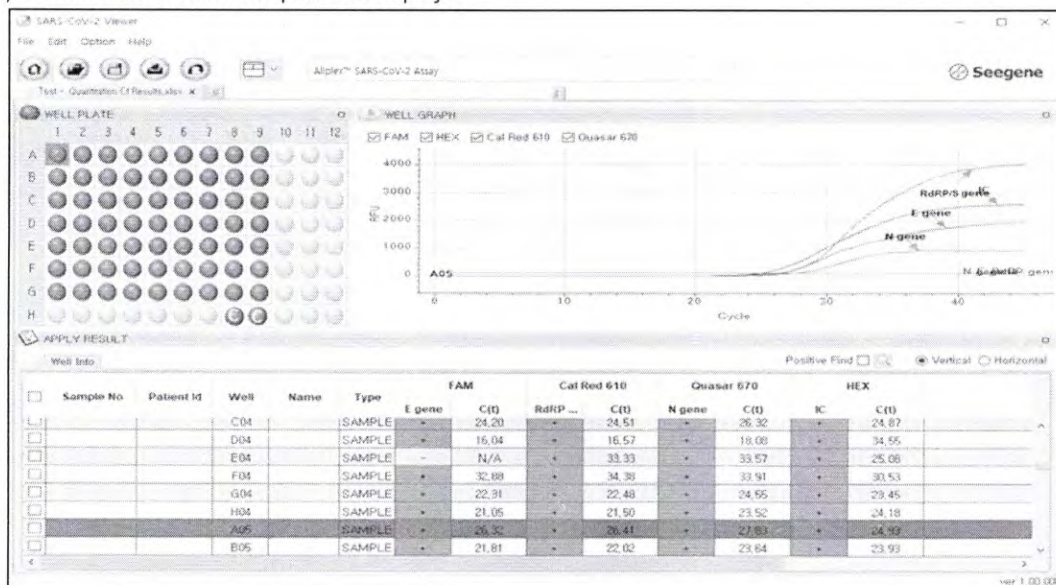 SARS-CoV-2 Viewer
File Edit Option Help
Allplex™ SARS-CoV-2 Assay
Seegene
Test - Quantitation Cf Results.xlsx
WELL PLATE
1 2 3 4 5 6 7 8 9 10 11 12
A
B
C
D
E
F
G
H
WELL GRAPH
FAM HEX Cal Red 610 Quasar 670
4000
3000
2000
1000
0
RFU
RdRP/S gene
IC
E gene
N gene
A05
0 10 20 30 40
Cycle
APPLY RESULT
Well Info
Positive Find Vertical Horizontal
FAM Cal Red 610 Quasar 670 HEX
Sample No Patient Id Well Name Type E gene C(t) RdRP ... C(t) N gene C(t) IC C(t)
C04 SAMPLE + 24,20 + 24,51 + 26,32 + 24,87
D04 SAMPLE + 16,04 + 16,57 + 18,08 + 34,55
E04 SAMPLE - N/A + 33,33 + 33,57 + 25,08
F04 SAMPLE + 32,88 + 34,38 + 33,91 + 30,53
G04 SAMPLE + 22,31 + 22,48 + 24,55 + 23,45
H04 SAMPLE + 21,05 + 21,50 + 23,52 + 24,18
A05 SAMPLE + 26,32 + 26,41 + 27,83 + 24,93
B05 SAMPLE + 21,81 + 22,02 + 23,64 + 23,93